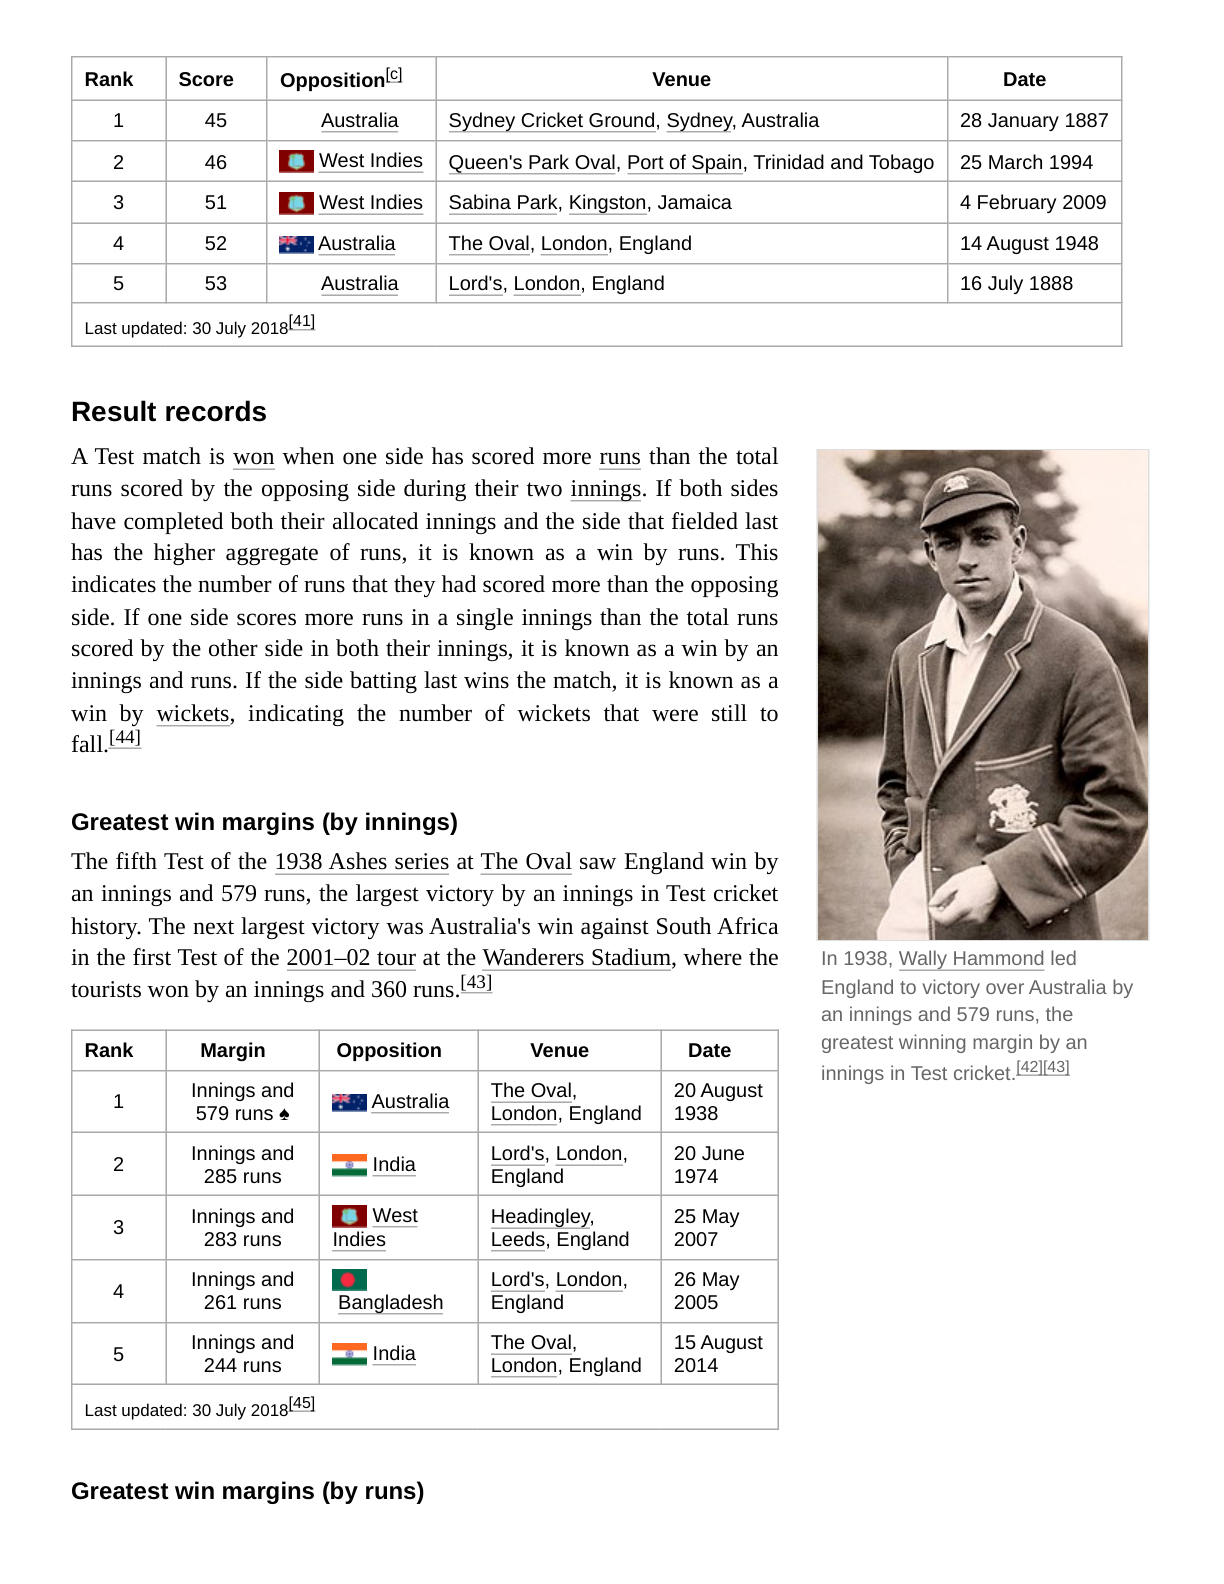 Rank Score Opposition[c] Venue Date
1 45 Australia Sydney Cricket Ground, Sydney, Australia 28 January 1887
2 46 West Indies Queen's Park Oval, Port of Spain, Trinidad and Tobago 25 March 1994
3 51 West Indies Sabina Park, Kingston, Jamaica 4 February 2009
4 52 Australia The Oval, London, England 14 August 1948
5 53 Australia Lord's, London, England 16 July 1888
Last updated: 30 July 2018[41]
Result records
A Test match is won when one side has scored more runs than the total
runs scored by the opposing side during their two innings. If both sides
have completed both their allocated innings and the side that fielded last
has the higher aggregate of runs, it is known as a win by runs. This
indicates the number of runs that they had scored more than the opposing
side. If one side scores more runs in a single innings than the total runs
scored by the other side in both their innings, it is known as a win by an
innings and runs. If the side batting last wins the match, it is known as a
win by wickets, indicating the number of wickets that were still to
fall.[44]
Greatest win margins (by innings)
The fifth Test of the 1938 Ashes series at The Oval saw England win by
an innings and 579 runs, the largest victory by an innings in Test cricket
history. The next largest victory was Australia's win against South Africa
in the first Test of the 2001–02 tour at the Wanderers Stadium, where the
tourists won by an innings and 360 runs.[43]
In 1938, Wally Hammond led
England to victory over Australia by
an innings and 579 runs, the
greatest winning margin by an
innings in Test cricket.[42][43]
Rank Margin Opposition Venue Date
1 Innings and 579 runs ♠ Australia The Oval, London, England 20 August 1938
2 Innings and 285 runs India Lord's, London, England 20 June 1974
3 Innings and 283 runs West Indies Headingley, Leeds, England 25 May 2007
4 Innings and 261 runs Bangladesh Lord's, London, England 26 May 2005
5 Innings and 244 runs India The Oval, London, England 15 August 2014
Last updated: 30 July 2018[45]
Greatest win margins (by runs)